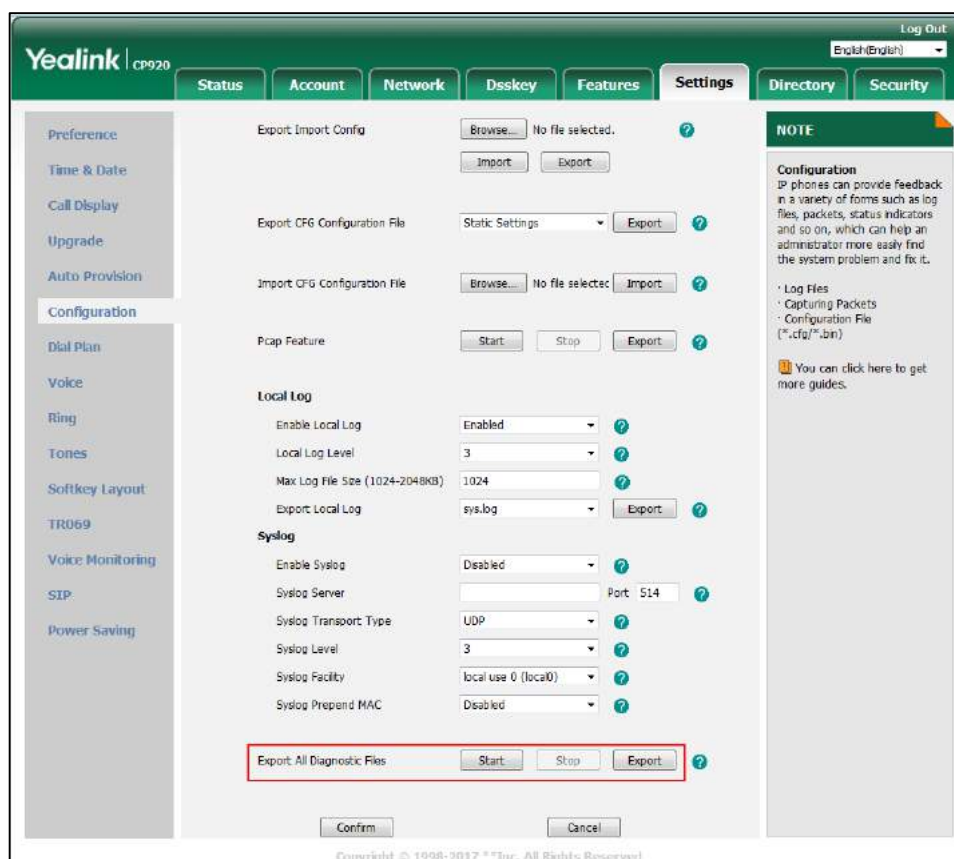 Log Out
Yealink CP920
English(English)
Status Account Network Dsskey Features Settings Directory Security
Preference
Time & Date
Call Display
Upgrade
Auto Provision
Configuration
Dial Plan
Voice
Ring
Tones
Softkey Layout
TR069
Voice Monitoring
SIP
Power Saving
Export Import Config Browse... No file selected. ?
Import Export
Export CFG Configuration File Static Settings Export ?
Import CFG Configuration File Browse... No file selectec Import ?
Pcap Feature Start Stop Export ?
Local Log
Enable Local Log Enabled ?
Local Log Level 3 ?
Max Log File Size (1024-2048KB) 1024 ?
Export Local Log sys.log Export ?
Syslog
Enable Syslog Disabled ?
Syslog Server Port 514 ?
Syslog Transport Type UDP ?
Syslog Level 3 ?
Syslog Facility local use 0 (local0) ?
Syslog Prepend MAC Disabled ?
Export All Diagnostic Files Start Stop Export ?
Confirm Cancel
NOTE
Configuration
IP phones can provide feedback
in a variety of forms such as log
files, packets, status indicators
and so on, which can help an
administrator more easily find
the system problem and fix it.
· Log Files
· Capturing Packets
· Configuration File
(*.cfg/*.bin)
You can click here to get
more guides.
Copyright © 1998-2017 **Inc. All Rights Reserved